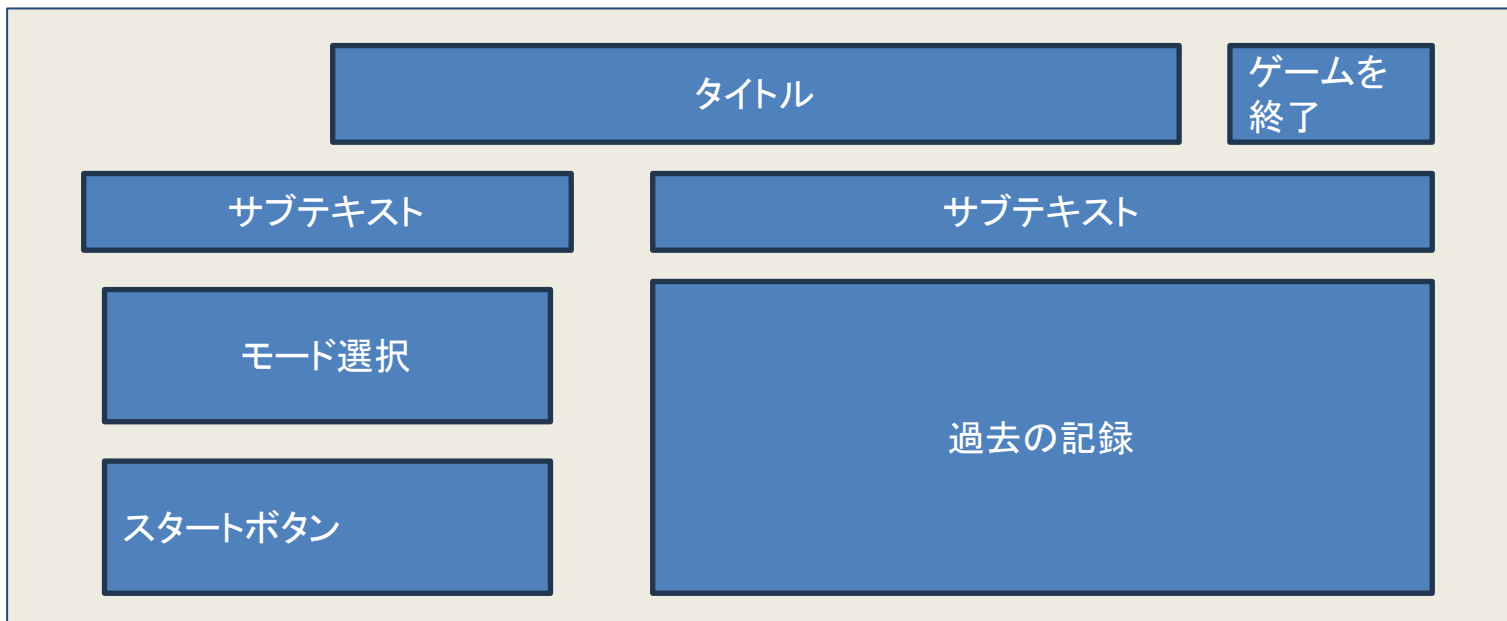 タイトル
ゲームを
終了
サブテキスト
サブテキスト
モード選択
過去の記録
スタートボタン